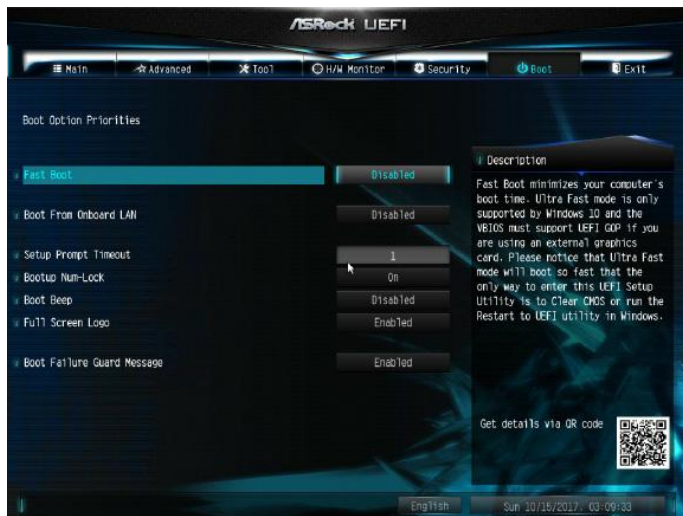 ASRock UEFI
Main
Advanced
Tool
H/W Monitor
Security
Boot
Exit
Boot Option Priorities
Fast Boot
Disabled
Boot From Onboard LAN
Disabled
Setup Prompt Timeout
1
Bootup Num-Lock
On
Boot Beep
Disabled
Full Screen Logo
Enabled
Boot Failure Guard Message
Enabled
Description
Fast Boot minimizes your computer's
boot time. Ultra Fast mode is only
supported by Windows 10 and the
VBIOS must support UEFI GOP if you
are using an external graphics
card. Please notice that Ultra Fast
mode will boot so fast that the
only way to enter this UEFI Setup
Utility is to Clear CMOS or run the
Restart to UEFI utility in Windows.
Get details via QR code
English
Sun 10/15/2017. 03:09:33